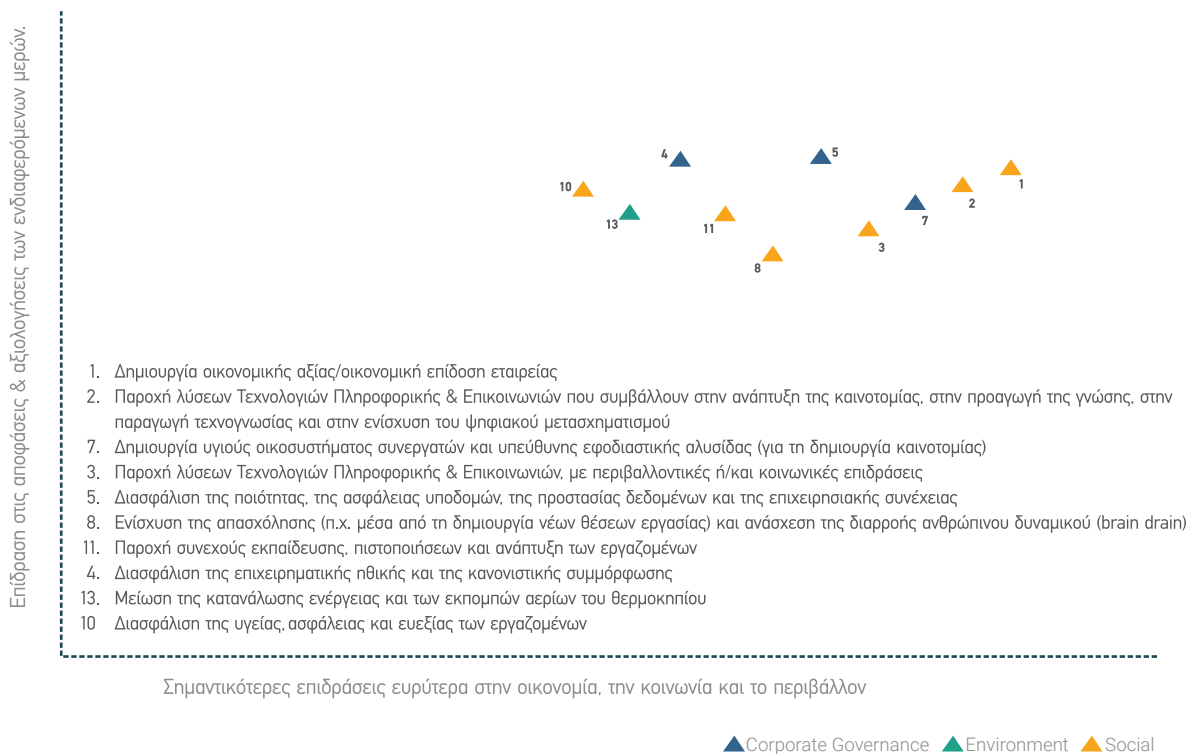 Επίδραση στις αποφάσεις & αξιολογήσεις των ενδιαφερόμενων μερών.
4
5
10
1
2
13
11
7
3
8
1. Δημιουργία οικονομικής αξίας/οικονομική επίδοση εταιρείας
2. Παροχή λύσεων Τεχνολογιών Πληροφορικής & Επικοινωνιών που συμβάλλουν στην ανάπτυξη της καινοτομίας, στην προαγωγή της γνώσης, στην
παραγωγή τεχνογνωσίας και στην ενίσχυση του ψηφιακού μετασχηματισμού
7. Δημιουργία υγιούς οικοσυστήματος συνεργατών και υπεύθυνης εφοδιαστικής αλυσίδας (για τη δημιουργία καινοτομίας)
3. Παροχή λύσεων Τεχνολογιών Πληροφορικής & Επικοινωνιών, με περιβαλλοντικές ή/και κοινωνικές επιδράσεις
5. Διασφάλιση της ποιότητας, της ασφάλειας υποδομών, της προστασίας δεδομένων και της επιχειρησιακής συνέχειας
8. Ενίσχυση της απασχόλησης (π.χ. μέσα από τη δημιουργία νέων θέσεων εργασίας) και ανάσχεση της διαρροής ανθρώπινου δυναμικού (brain drain)
11. Παροχή συνεχούς εκπαίδευσης, πιστοποιήσεων και ανάπτυξη των εργαζομένων
4. Διασφάλιση της επιχειρηματικής ηθικής και της κανονιστικής συμμόρφωσης
13. Μείωση της κατανάλωσης ενέργειας και των εκπομπών αερίων του θερμοκηπίου
10 Διασφάλιση της υγείας, ασφάλειας και ευεξίας των εργαζομένων
Σημαντικότερες επιδράσεις ευρύτερα στην οικονομία, την κοινωνία και το περιβάλλον
Corporate Governance Environment Social